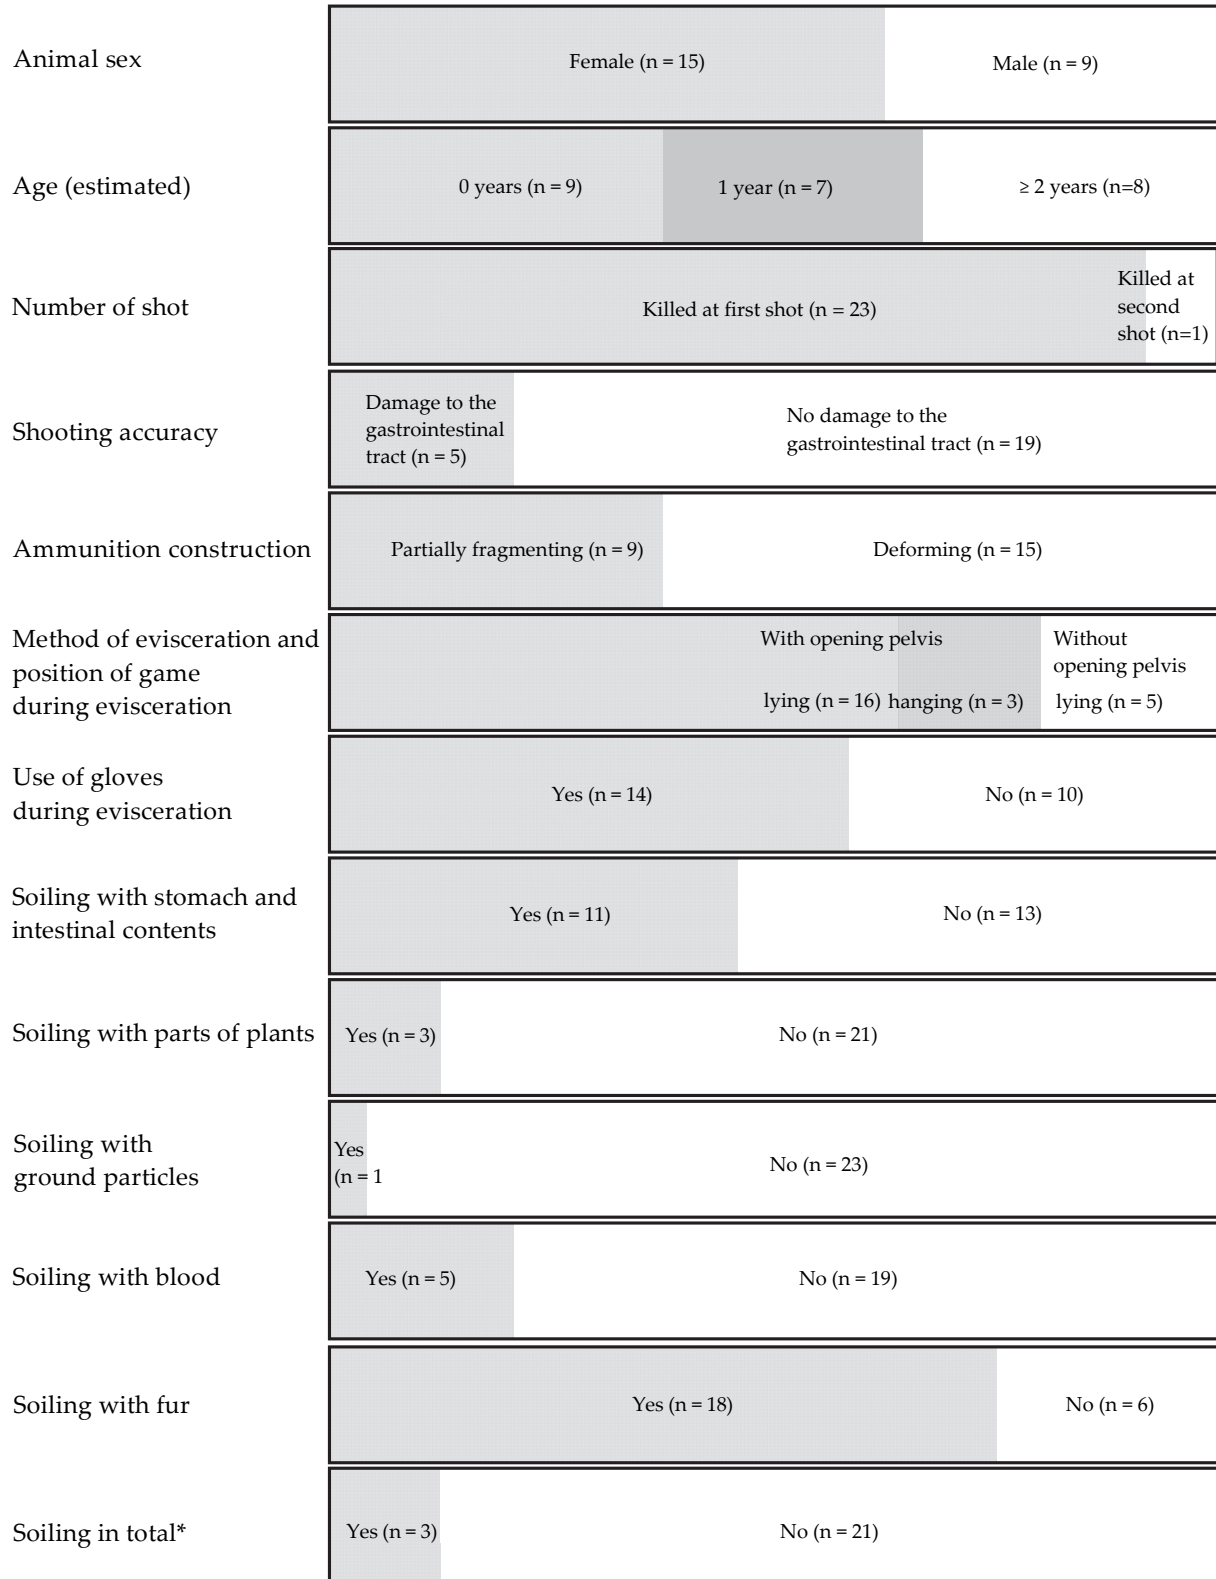 Animal sex
Female (n = 15)
Male (n = 9)
Age (estimated)
0 years (n = 9)
1 year (n = 7)
≥ 2 years (n=8)
Number of shot
Killed at first shot (n = 23)
Killed at
second
shot (n=1)
Shooting accuracy
Damage to the
gastrointestinal
tract (n = 5)
No damage to the
gastrointestinal tract (n = 19)
Ammunition construction
Partially fragmenting (n = 9)
Deforming (n = 15)
Method of evisceration and
position of game
during evisceration
With opening pelvis
lying (n = 16) hanging (n = 3)
Without
opening pelvis
lying (n = 5)
Use of gloves
during evisceration
Yes (n = 14)
No (n = 10)
Soiling with stomach and
intestinal contents
Yes (n = 11)
No (n = 13)
Soiling with parts of plants
Yes (n = 3)
No (n = 21)
Soiling with
ground particles
Yes
(n = 1
No (n = 23)
Soiling with blood
Yes (n = 5)
No (n = 19)
Soiling with fur
Yes (n = 18)
No (n = 6)
Soiling in total*
Yes (n = 3)
No (n = 21)